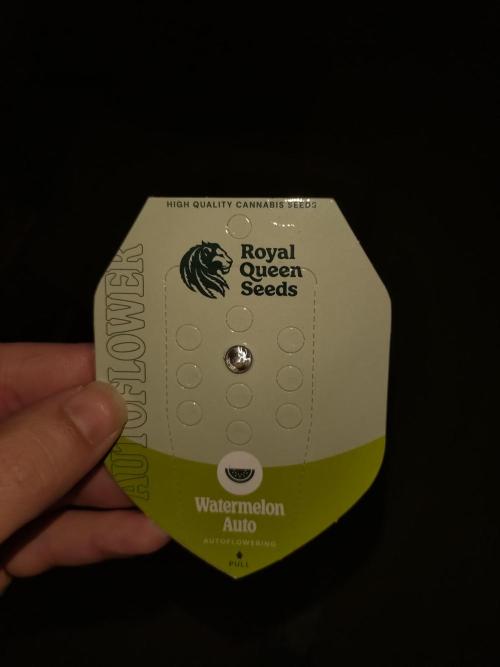 HIGH QUALITY CANNABIS SEEDS
Royal
Queen
Seeds
AUTOFLOWER
Watermelon
Auto
AUTOFLOWERING
PULL